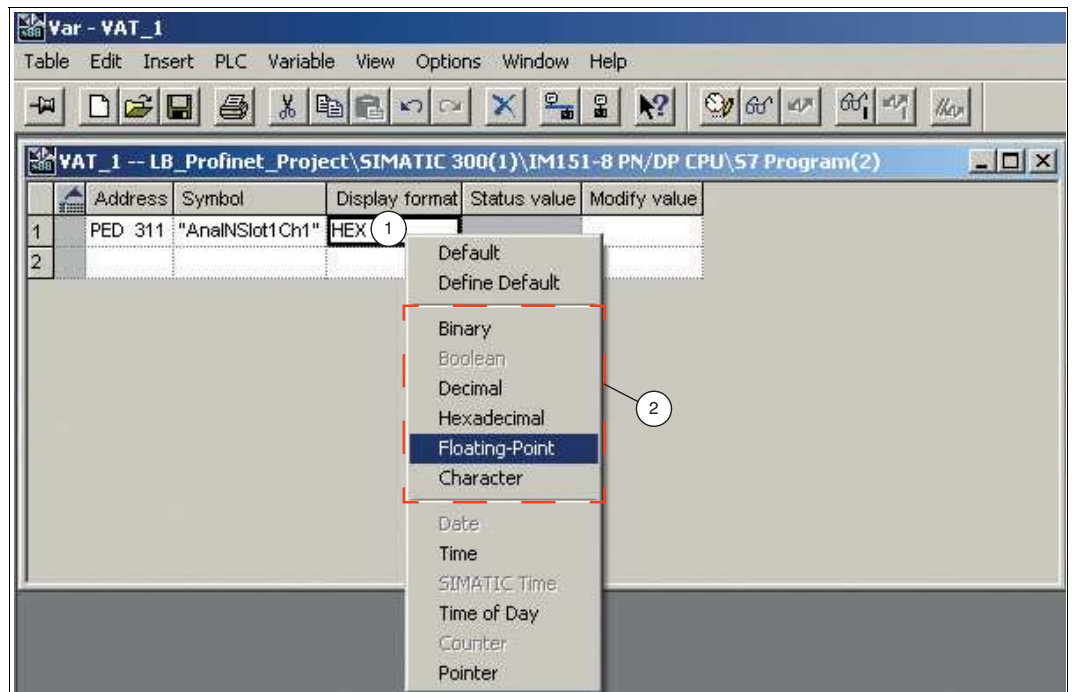 Var - VAT_1
Table Edit Insert PLC Variable View Options Window Help
VAT_1 -- LB_Profinet_Project\SIMATIC 300(1)\IM151-8 PN/DP CPU\S7 Program(2)
Address Symbol Display format Status value Modify value
1 PED 311 "AnaINSlot1Ch1" HEX 1
2
Default
Define Default
Binary
Boolean
Decimal
2
Hexadecimal
Floating-Point
Character
Date
Time
SIMATIC Time
Time of Day
Counter
Pointer